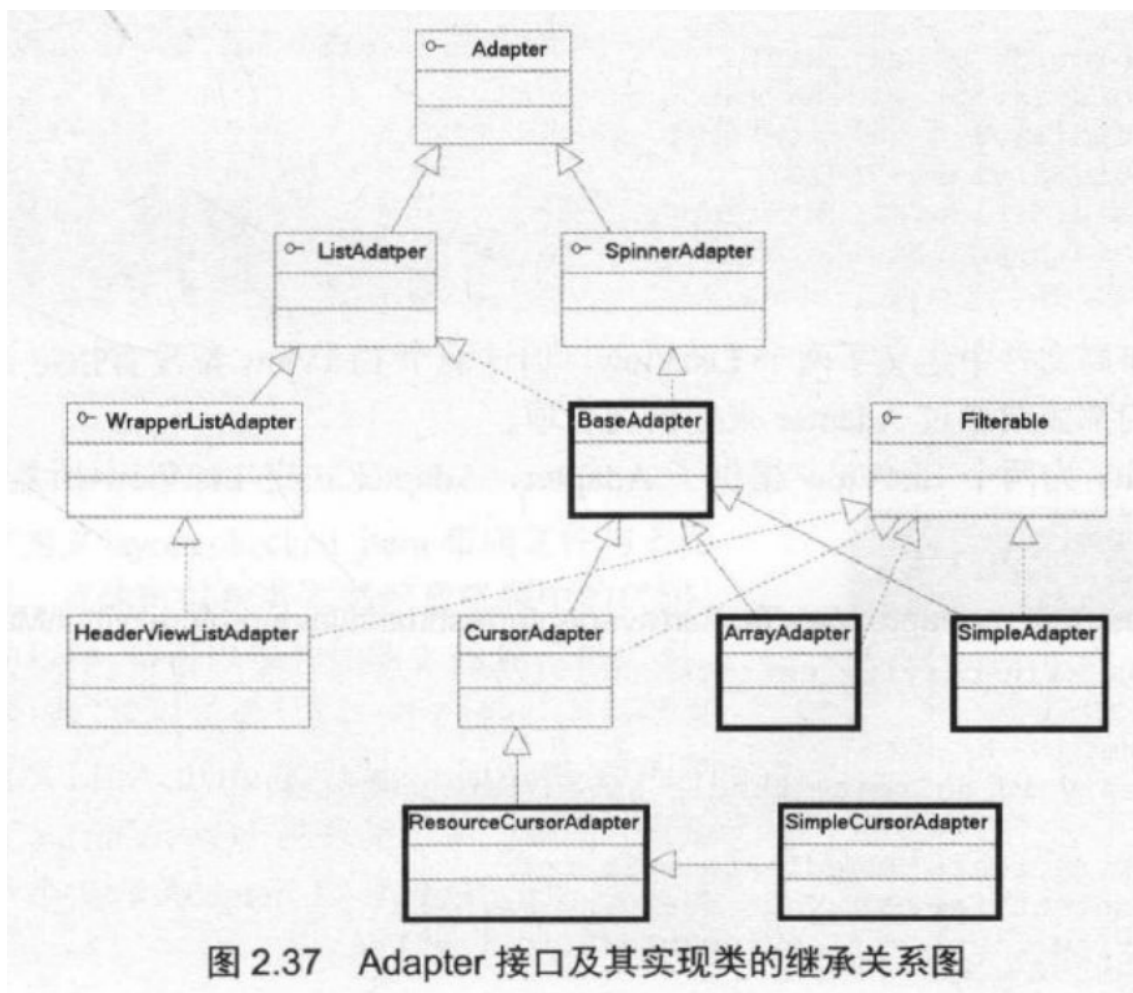 Adapter
ListAdatper
SpinnerAdapter
WrapperListAdapter
BaseAdapter
Filterable
HeaderViewListAdapter
CursorAdapter
ArrayAdapter
SimpleAdapter
ResourceCursorAdapter
SimpleCursorAdapter
图 2.37 Adapter 接口及其实现类的继承关系图